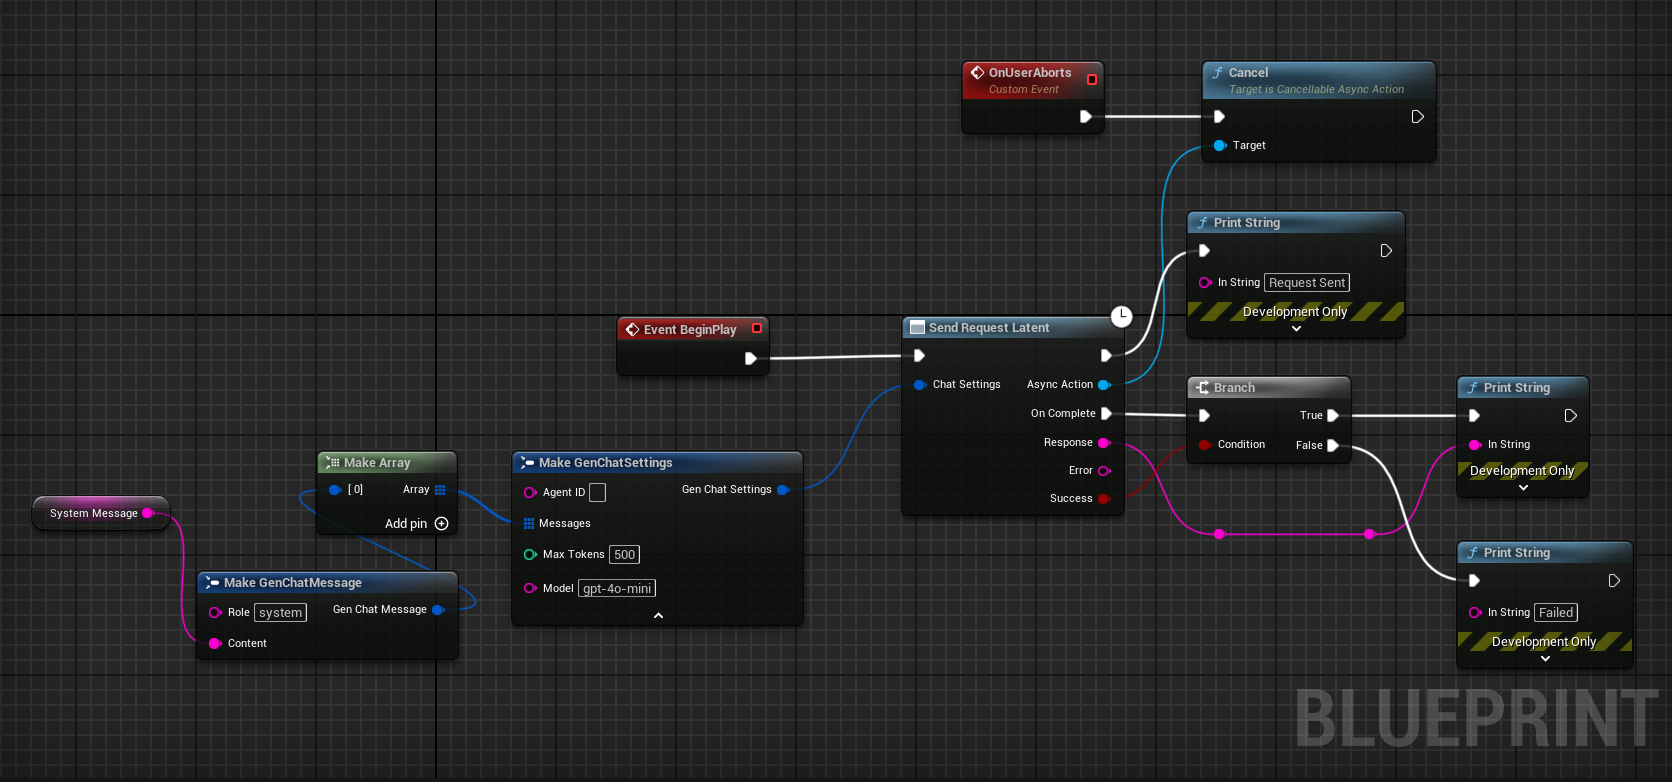 OnUserAborts
Custom Event
Cancel
Target is Cancellable Async Action
Target
Print String
In String Request Sent
Development Only
Event BeginPlay
Send Request Latent
Chat Settings
Async Action
On Complete
Response
Error
Success
Branch
True
Condition
False
Print String
In String
Development Only
Make Array
[ 0]
Array
Add pin
Make GenChatSettings
Agent ID
Gen Chat Settings
Messages
Max Tokens 500
Model gpt-4o-mini
System Message
Make GenChatMessage
Role system
Gen Chat Message
Content
Print String
In String Failed
Development Only
BLUEPRINT